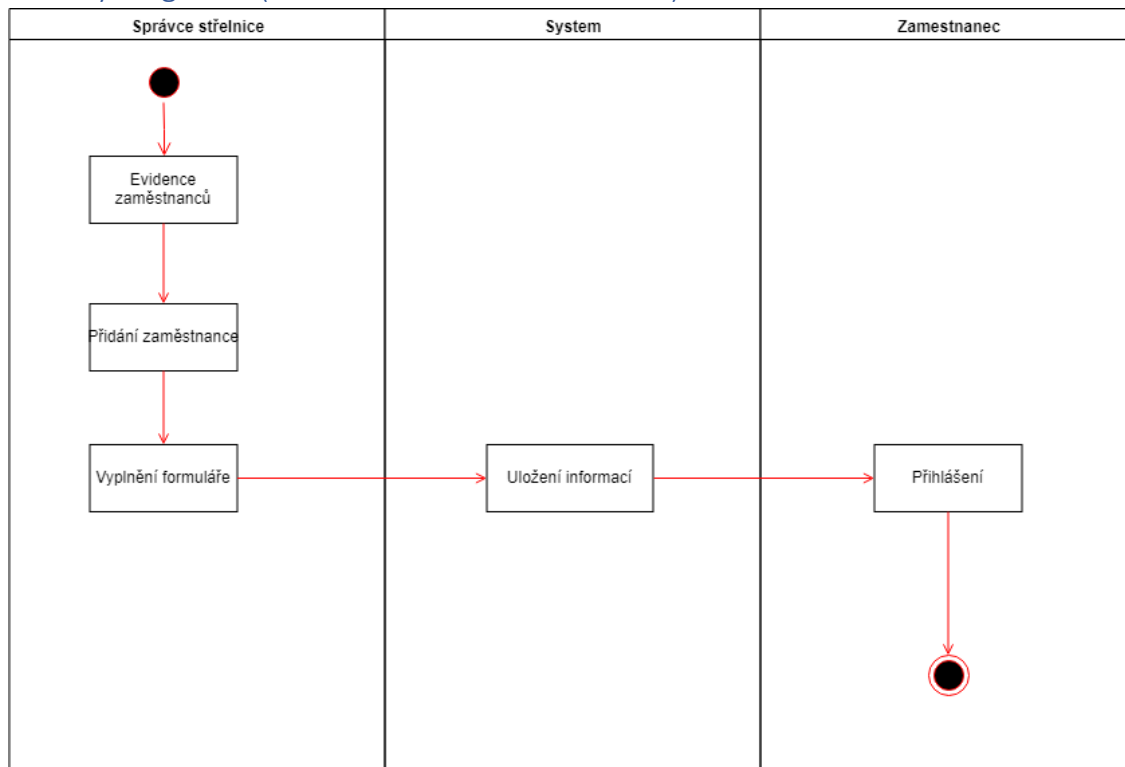 Správce střelnice
System
Zamestnanec
Evidence
zaměstnanců
Přidání zaměstnance
Vyplnění formuláře
Uložení informací
Přihlášení